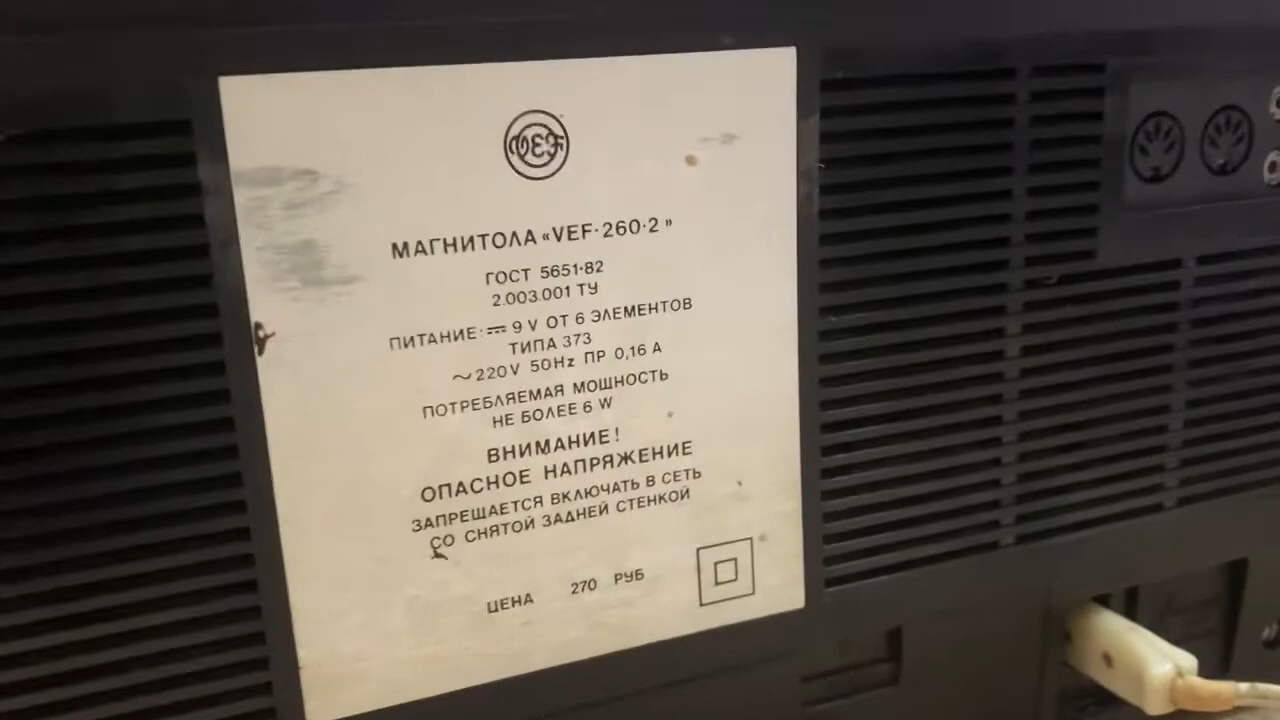 VEF
МАГНИТОЛА «VEF·260·2»
ГОСТ 5651·82
2.003.001 ТУ
ПИТАНИЕ: ⎓ 9 V ОТ 6 ЭЛЕМЕНТОВ
ТИПА 373
~220V 50Hz ПР 0,16 А
ПОТРЕБЛЯЕМАЯ МОЩНОСТЬ
НЕ БОЛЕЕ 6 W
ВНИМАНИЕ!
ОПАСНОЕ НАПРЯЖЕНИЕ
ЗАПРЕЩАЕТСЯ ВКЛЮЧАТЬ В СЕТЬ
СО СНЯТОЙ ЗАДНЕЙ СТЕНКОЙ
ЦЕНА 270 РУБ